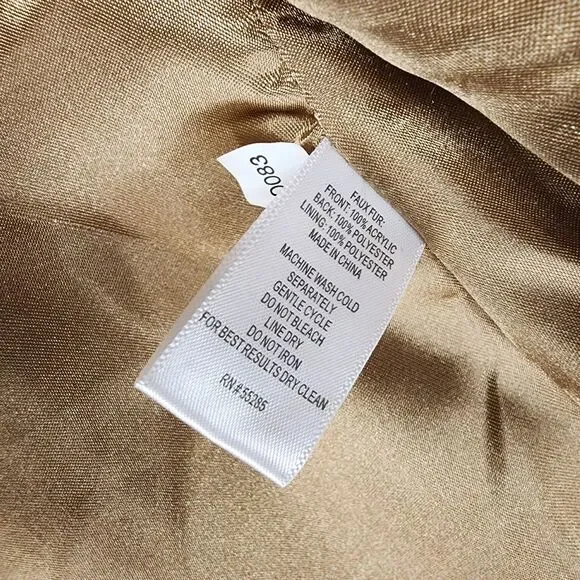 FAUX FUR:
FRONT: 100% ACRYLIC
BACK: 100% POLYESTER
LINING: 100% POLYESTER
MADE IN CHINA
MACHINE WASH COLD
SEPARATELY
GENTLE CYCLE
DO NOT BLEACH
LINE DRY
DO NOT IRON
FOR BEST RESULTS DRY CLEAN
RN # 55285